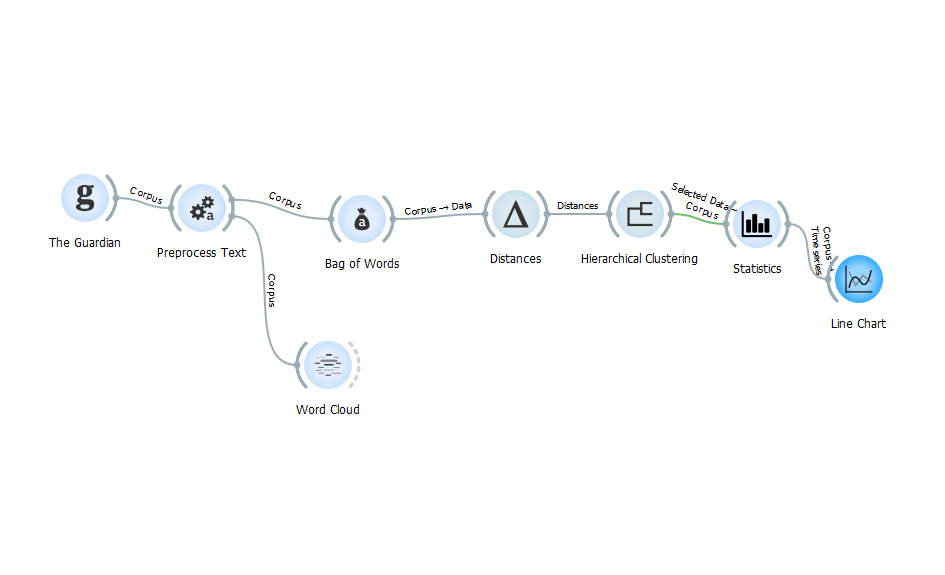 g
The Guardian
Corpus
a
Preprocess Text
Corpus
Corpus
a
Bag of Words
Corpus → Data
Distances
Distances
Hierarchical Clustering
Selected Data →
Corpus
Statistics
Corpus →
Time series
Line Chart
Word Cloud